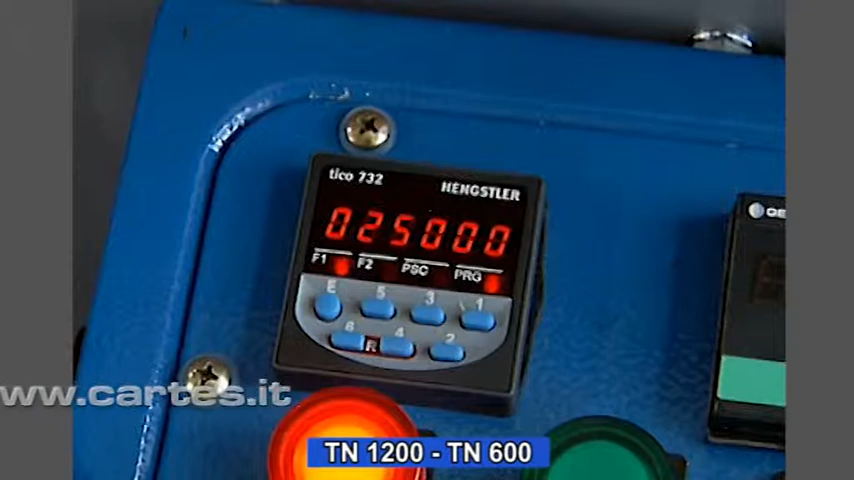 tico 732
HENGSTLER
025000
F1 F2 PSC PRG
E 5 3 1
6 R 4 2
ww.cartes.it
TN 1200 - TN 600